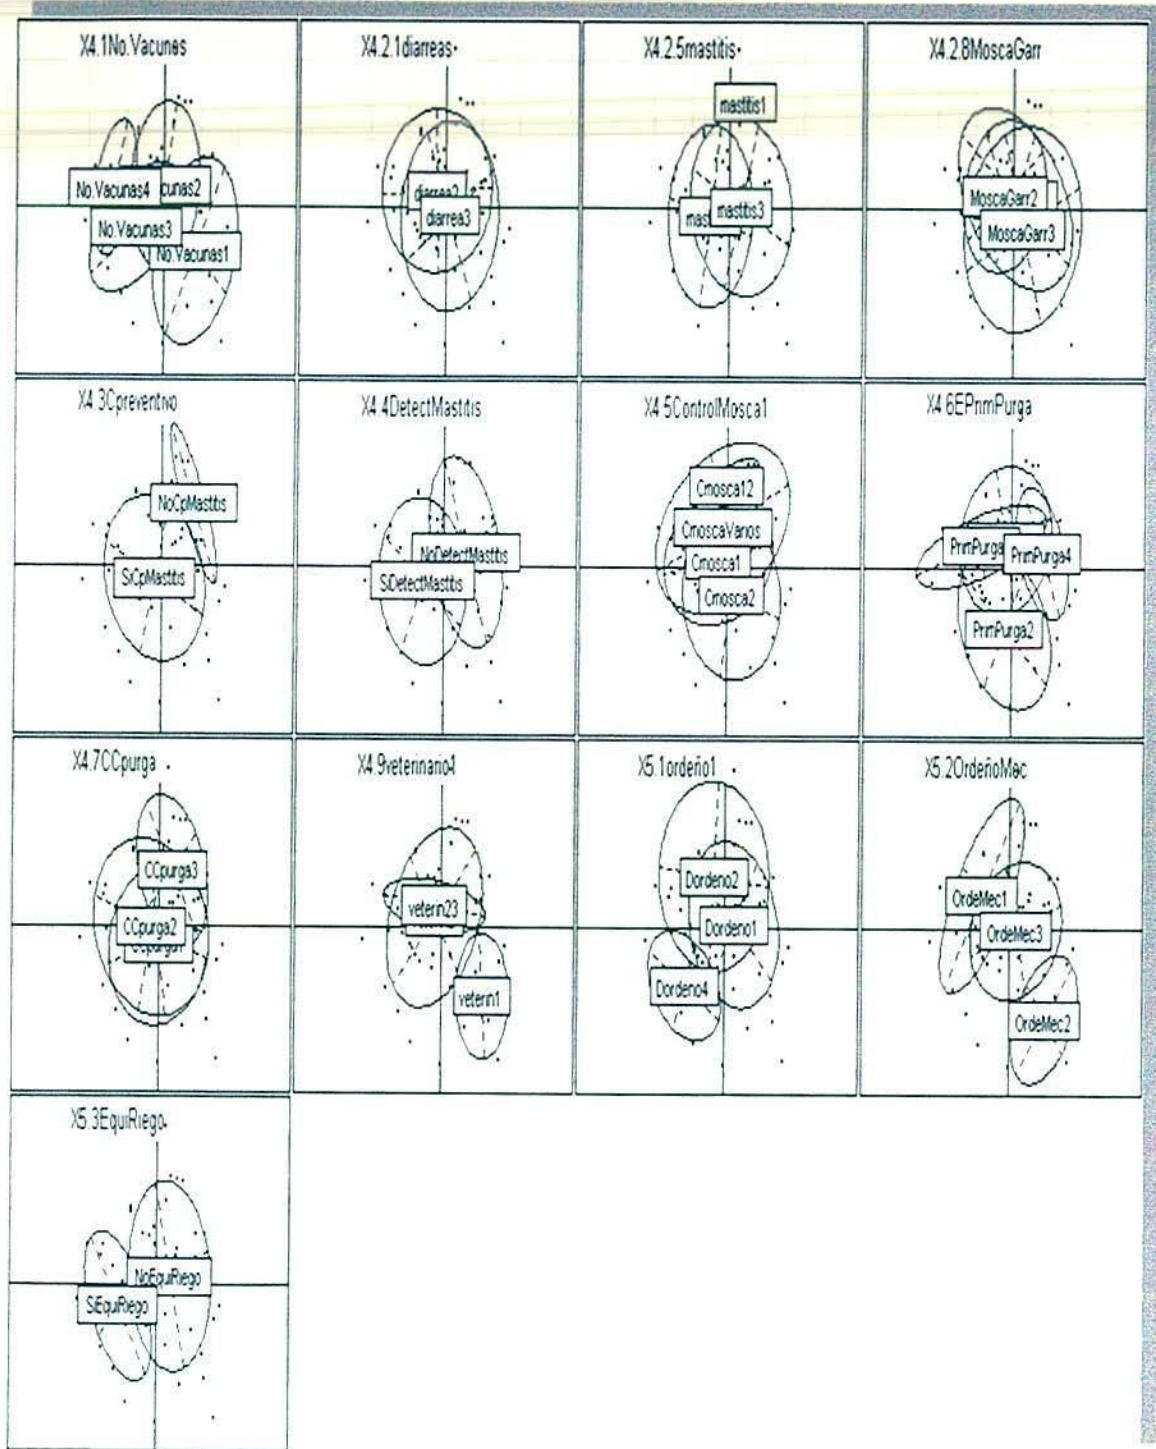 X4.1No.Vacunas
No.Vacunas4
cunas2
No.Vacunas3
No.Vacunas1
X4.2.1diarreas
diarrea2
diarrea3
X4.2.5mastitis
mastitis1
mastitis3
X4.2.8MoscaGarr
MoscaGarr2
MoscaGarr3
X4.3Cpreventivo
NoCpMastitis
SiCpMastitis
X4.4DetectMastitis
NoDetectMastitis
SiDetectMastitis
X4.5ControlMosca1
Cmosca12
CmoscaVarios
Cmosca1
Cmosca2
X4.6EPrimPurga
PrimPurga
PrimPurga4
PrimPurga2
X4.7CCpurga
CCpurga3
CCpurga2
CCpurga1
X4.9veterinario1
veterin23
veterin1
X5.1ordeño1
Dordeno2
Dordeno1
Dordeno4
X5.2OrdeñoMec
OrdeMec1
OrdeMec3
OrdeMec2
X5.3EquiRiego
NoEquiRiego
SiEquiRiego